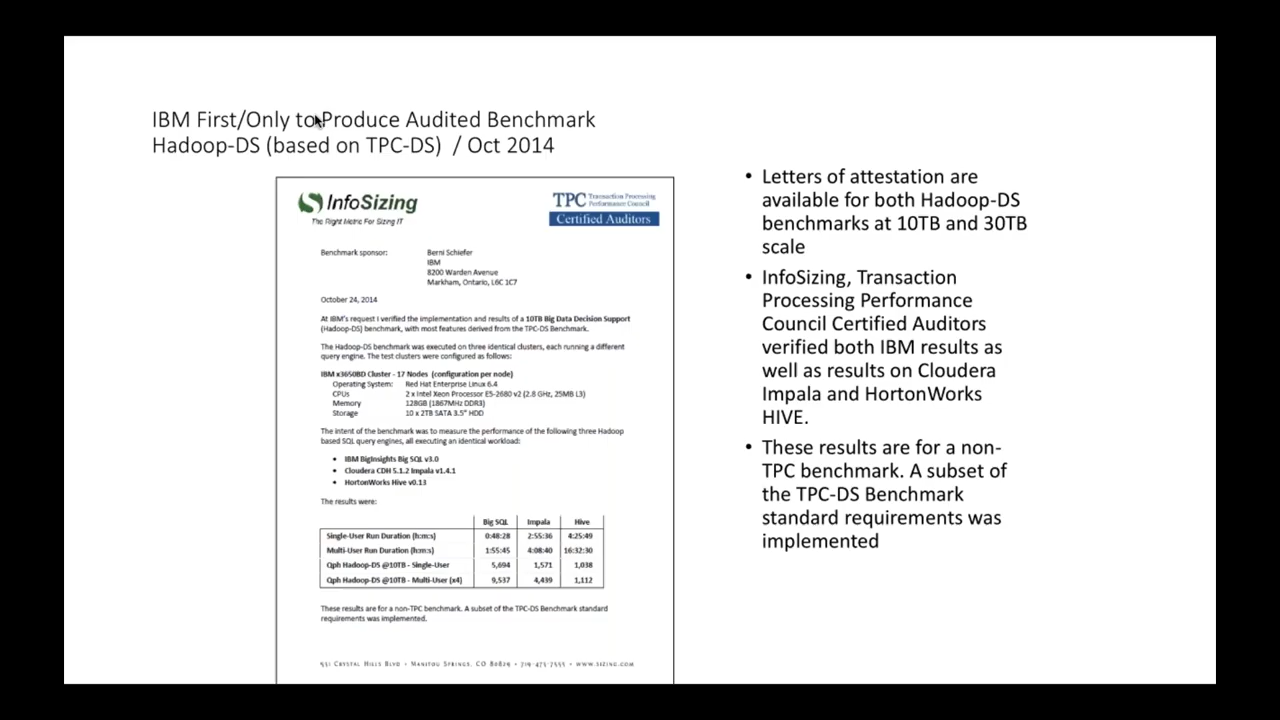 IBM First/Only to Produce Audited Benchmark
Hadoop-DS (based on TPC-DS) / Oct 2014
InfoSizing
The Right Metric For Sizing IT
TPC Transaction Processing
Performance Council
Certified Auditors
Benchmark sponsor: Berni Schiefer
IBM
8200 Warden Avenue
Markham, Ontario, L6C 1C7
October 24, 2014
At IBM's request I verified the implementation and results of a 10TB Big Data Decision Support
(Hadoop-DS) benchmark, with most features derived from the TPC-DS Benchmark.
The Hadoop-DS benchmark was executed on three identical clusters, each running a different
query engine. The test clusters were configured as follows:
IBM x3650BD Cluster - 17 Nodes (configuration per node)
Operating System: Red Hat Enterprise Linux 6.4
CPUs 2 x Intel Xeon Processor E5-2680 v2 (2.8 GHz, 25MB L3)
Memory 128GB (1867MHz DDR3)
Storage 10 x 2TB SATA 3.5" HDD
The intent of the benchmark was to measure the performance of the following three Hadoop
based SQL query engines, all executing an identical workload:
• IBM BigInsights Big SQL v3.0
• Cloudera CDH 5.1.2 Impala v1.4.1
• HortonWorks Hive v0.13
The results were:
Big SQL Impala Hive
Single-User Run Duration (h:m:s) 0:48:28 2:55:36 4:25:49
Multi-User Run Duration (h:m:s) 1:55:45 4:08:40 16:32:30
Qph Hadoop-DS @10TB - Single-User 5,694 1,571 1,038
Qph Hadoop-DS @10TB - Multi-User (x4) 9,537 4,439 1,112
These results are for a non-TPC benchmark. A subset of the TPC-DS Benchmark standard
requirements was implemented.
531 Crystal Hills Blvd • Manitou Springs, CO 80829 • 719-473-7555 • www.sizing.com
• Letters of attestation are
available for both Hadoop-DS
benchmarks at 10TB and 30TB
scale
• InfoSizing, Transaction
Processing Performance
Council Certified Auditors
verified both IBM results as
well as results on Cloudera
Impala and HortonWorks
HIVE.
• These results are for a non-
TPC benchmark. A subset of
the TPC-DS Benchmark
standard requirements was
implemented